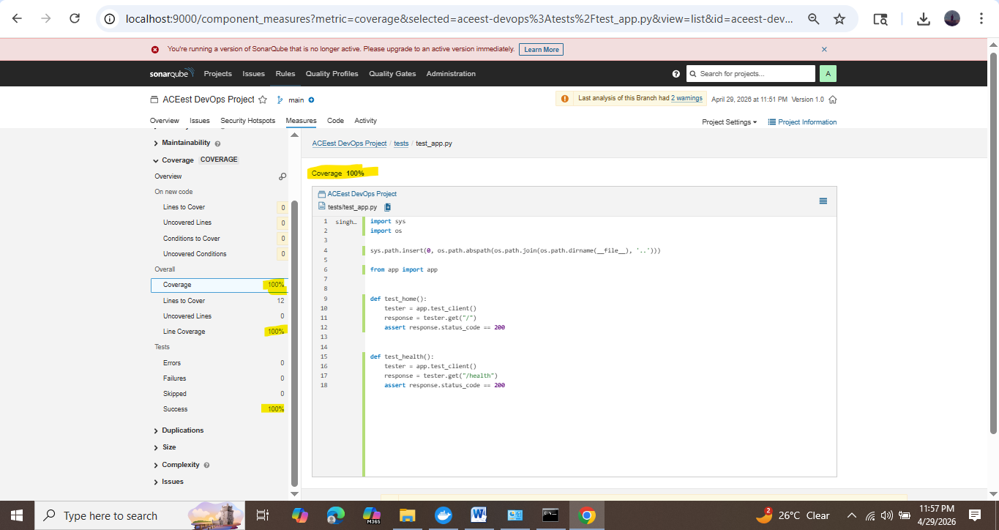 localhost:9000/component_measures?metric=coverage&selected=aceest-devops%3Atests%2Ftest_app.py&view=list&id=aceest-dev...
You're running a version of SonarQube that is no longer active. Please upgrade to an active version immediately. Learn More
sonarqube Projects Issues Rules Quality Profiles Quality Gates Administration Search for projects... A
ACEest DevOps Project main Last analysis of this Branch had 2 warnings April 29, 2026 at 11:51 PM Version 1.0
Overview Issues Security Hotspots Measures Code Activity Project Settings Project Information
Maintainability
Coverage COVERAGE
Overview
On new code
Lines to Cover 0
Uncovered Lines 0
Conditions to Cover 0
Uncovered Conditions 0
Overall
Coverage 100%
Lines to Cover 12
Uncovered Lines 0
Line Coverage 100%
Tests
Errors 0
Failures 0
Skipped 0
Success 100%
Duplications
Size
Complexity
Issues
ACEest DevOps Project / tests / test_app.py
Coverage 100%
ACEest DevOps Project
tests/test_app.py
1 singh... import sys
2 import os
3
4 sys.path.insert(0, os.path.abspath(os.path.join(os.path.dirname(__file__), '..')))
5
6 from app import app
7
8
9 def test_home():
10 tester = app.test_client()
11 response = tester.get("/")
12 assert response.status_code == 200
13
14
15 def test_health():
16 tester = app.test_client()
17 response = tester.get("/health")
18 assert response.status_code == 200
Type here to search
M365
2
26°C Clear
11:57 PM
4/29/2026